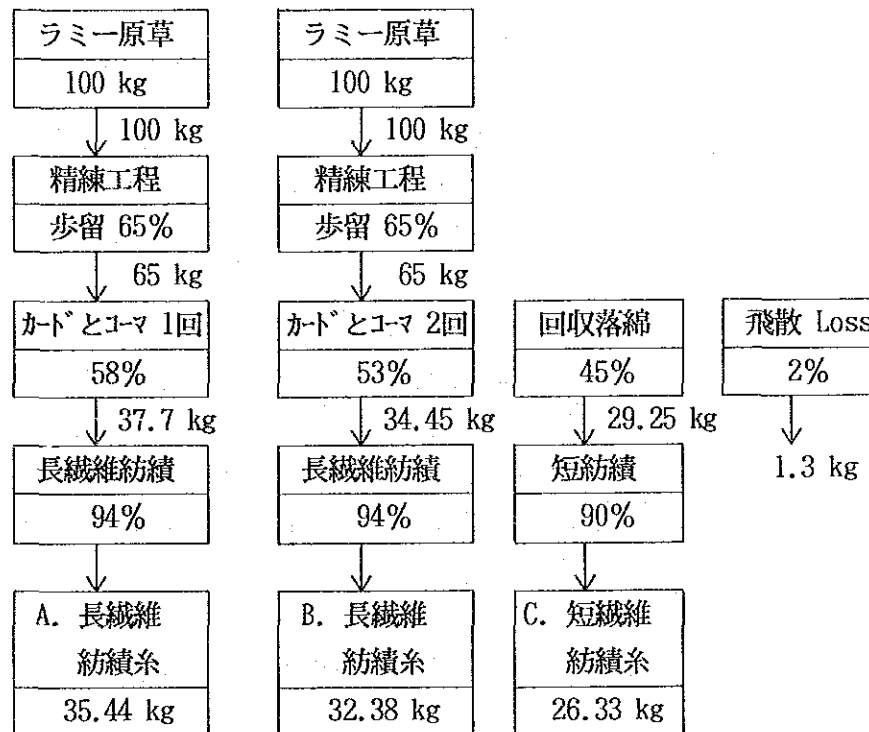 ラミー原草 ラミー原草
100 kg 100 kg
100 kg 100 kg
精練工程 精練工程
歩留 65% 歩留 65%
65 kg 65 kg
カードとコーマ 1回 カードとコーマ 2回 回収落綿 飛散 Loss
58% 53% 45% 2%
37.7 kg 34.45 kg 29.25 kg
長繊維紡績 長繊維紡績 短紡績 1.3 kg
94% 94% 90%
A. 長繊維 B. 長繊維 C. 短繊維
紡績糸 紡績糸 紡績糸
35.44 kg 32.38 kg 26.33 kg